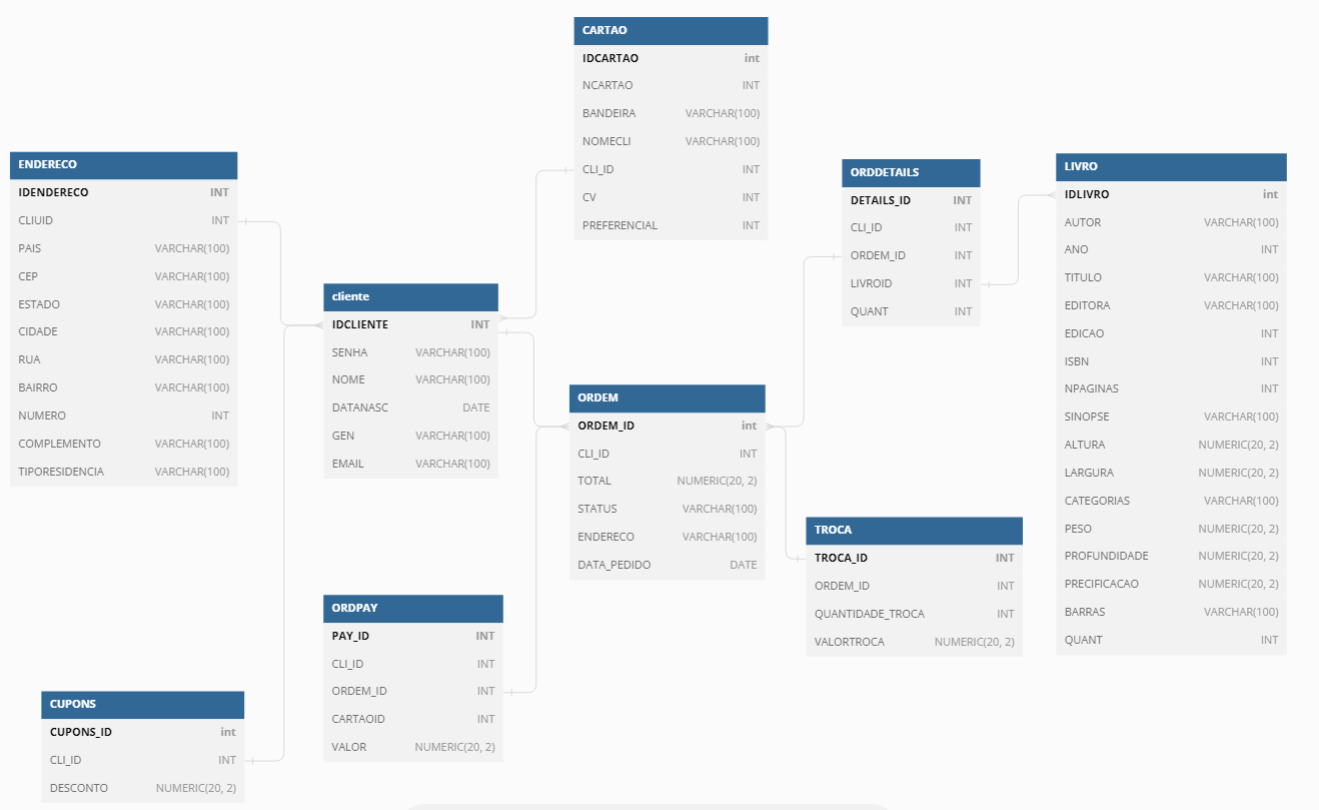 CARTAO
IDCARTAO int
NCARTAO INT
BANDEIRA VARCHAR(100)
NOMECLI VARCHAR(100)
CLI_ID INT
CV INT
PREFERENCIAL INT
ENDERECO
IDENDERECO INT
CLIUID INT
PAIS VARCHAR(100)
CEP VARCHAR(100)
ESTADO VARCHAR(100)
CIDADE VARCHAR(100)
RUA VARCHAR(100)
BAIRRO VARCHAR(100)
NUMERO INT
COMPLEMENTO VARCHAR(100)
TIPORESIDENCIA VARCHAR(100)
cliente
IDCLIENTE INT
SENHA VARCHAR(100)
NOME VARCHAR(100)
DATANASC DATE
GEN VARCHAR(100)
EMAIL VARCHAR(100)
ORDDETAILS
DETAILS_ID INT
CLI_ID INT
ORDEM_ID INT
LIVROID INT
QUANT INT
LIVRO
IDLIVRO int
AUTOR VARCHAR(100)
ANO INT
TITULO VARCHAR(100)
EDITORA VARCHAR(100)
EDICAO INT
ISBN INT
NPAGINAS INT
SINOPSE VARCHAR(100)
ALTURA NUMERIC(20, 2)
LARGURA NUMERIC(20, 2)
CATEGORIAS VARCHAR(100)
PESO NUMERIC(20, 2)
PROFUNDIDADE NUMERIC(20, 2)
PRECIFICACAO NUMERIC(20, 2)
BARRAS VARCHAR(100)
QUANT INT
ORDEM
ORDEM_ID int
CLI_ID INT
TOTAL NUMERIC(20, 2)
STATUS VARCHAR(100)
ENDERECO VARCHAR(100)
DATA_PEDIDO DATE
TROCA
TROCA_ID INT
ORDEM_ID INT
QUANTIDADE_TROCA INT
VALORTROCA NUMERIC(20, 2)
ORDPAY
PAY_ID INT
CLI_ID INT
ORDEM_ID INT
CARTAOID INT
VALOR NUMERIC(20, 2)
CUPONS
CUPONS_ID int
CLI_ID INT
DESCONTO NUMERIC(20, 2)